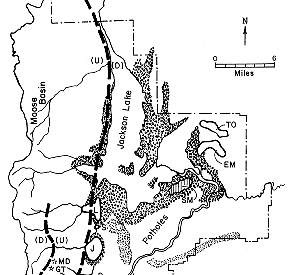 N
0 6
Miles
(U) (D)
Moose
Basin
Jackson Lake
TO
EM
SM
Potholes
(D) (U)
J
☆MD
☆GT